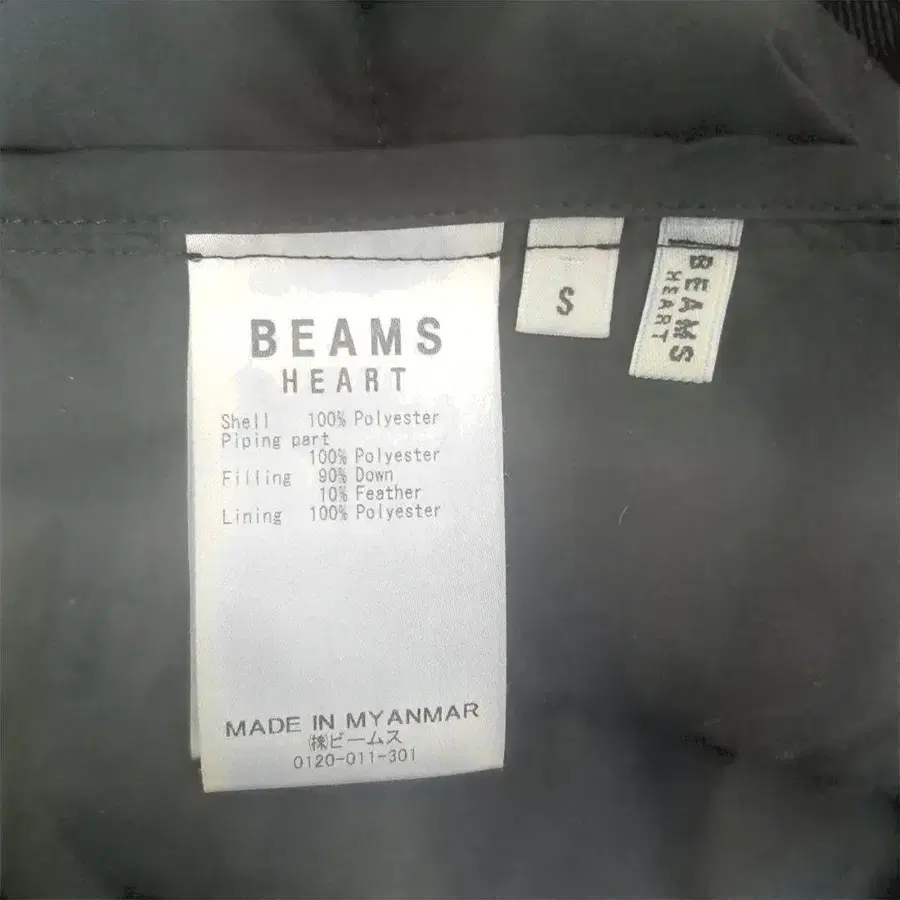 BEAMS
HEART
Shell 100% Polyester
Piping part
100% Polyester
Filling 90% Down
10% Feather
Lining 100% Polyester
MADE IN MYANMAR
㈱ビームス
0120-011-301
S
BEAMS
HEART